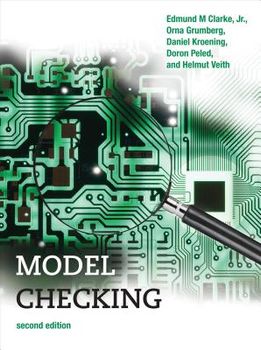 Edmund M Clarke, Jr.,
Orna Grumberg,
Daniel Kroening,
Doron Peled,
and Helmut Veith
MODEL
CHECKING
second edition